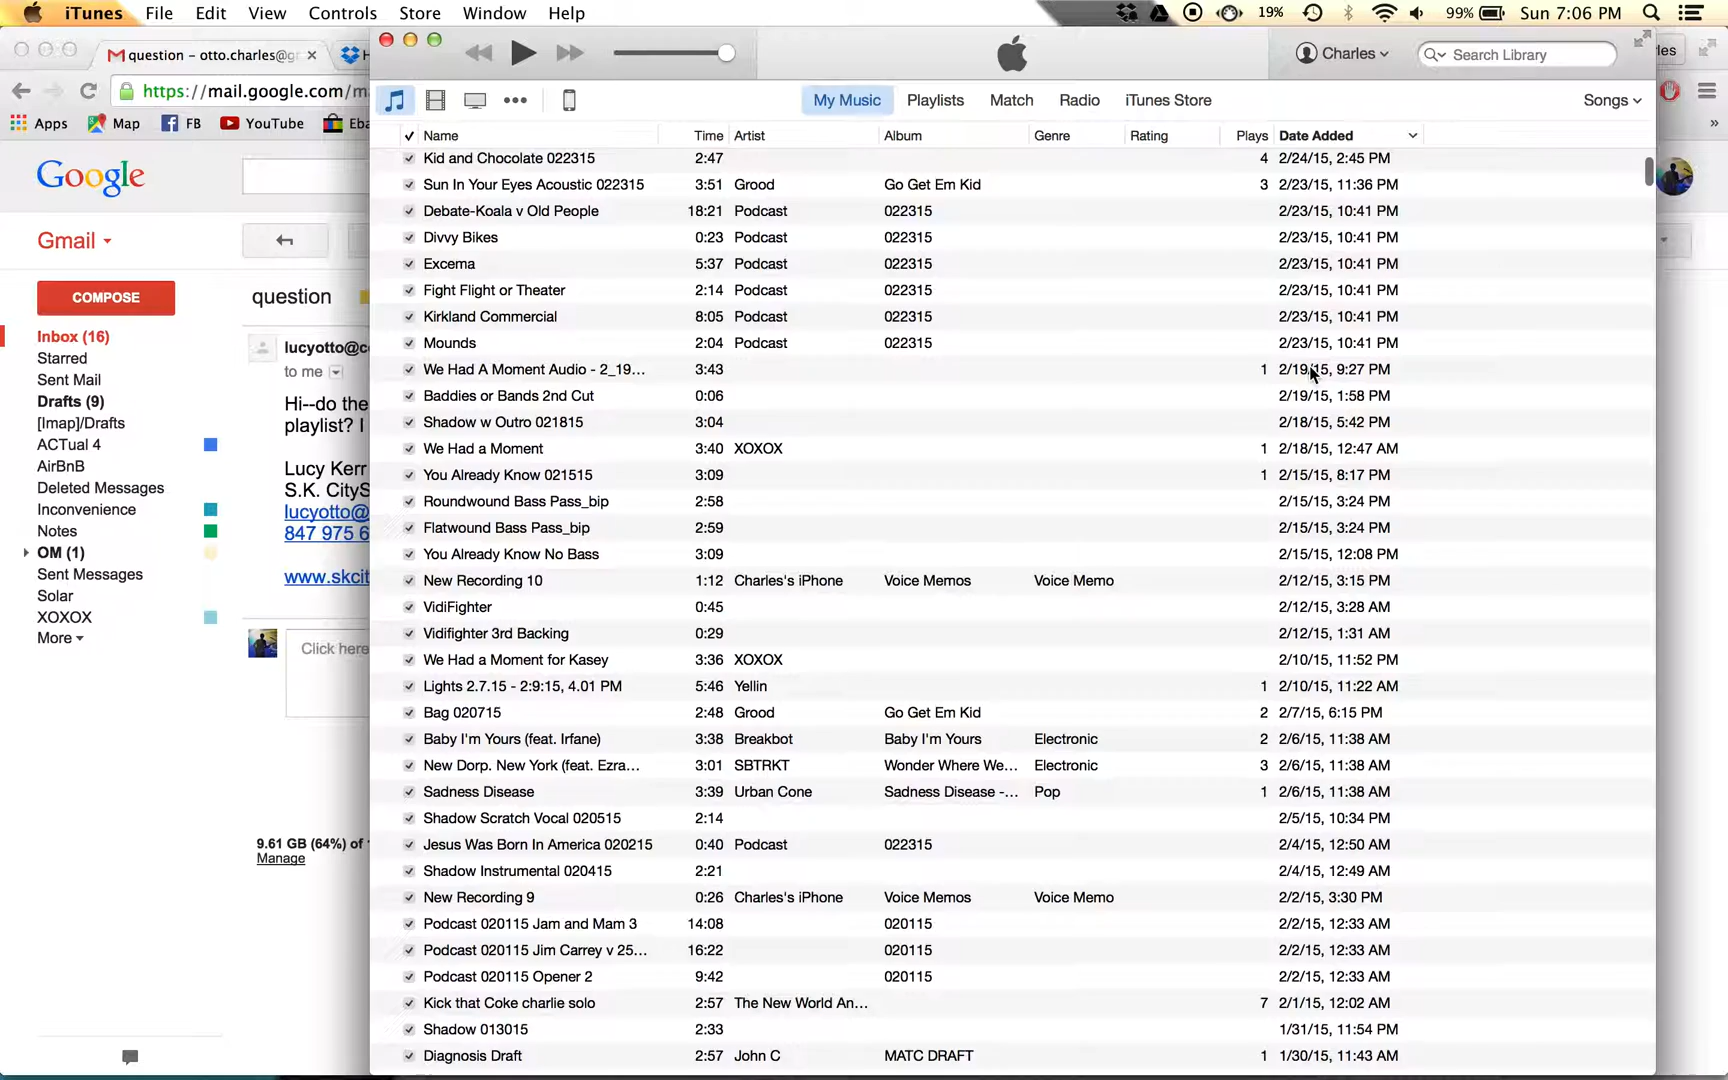 iTunes File Edit View Controls Store Window Help 19% 99% Sun 7:06 PM
question – otto.charles@g
Charles
Search Library
les
https://mail.google.com/m
Apps Map FB YouTube Eba
My Music Playlists Match Radio iTunes Store Songs
Name Time Artist Album Genre Rating Plays Date Added
Kid and Chocolate 022315 2:47 4 2/24/15, 2:45 PM
Sun In Your Eyes Acoustic 022315 3:51 Grood Go Get Em Kid 3 2/23/15, 11:36 PM
Debate-Koala v Old People 18:21 Podcast 022315 2/23/15, 10:41 PM
Divvy Bikes 0:23 Podcast 022315 2/23/15, 10:41 PM
Excema 5:37 Podcast 022315 2/23/15, 10:41 PM
Fight Flight or Theater 2:14 Podcast 022315 2/23/15, 10:41 PM
Kirkland Commercial 8:05 Podcast 022315 2/23/15, 10:41 PM
Mounds 2:04 Podcast 022315 2/23/15, 10:41 PM
We Had A Moment Audio - 2_19... 3:43 1 2/19/15, 9:27 PM
Baddies or Bands 2nd Cut 0:06 2/19/15, 1:58 PM
Shadow w Outro 021815 3:04 2/18/15, 5:42 PM
We Had a Moment 3:40 XOXOX 1 2/18/15, 12:47 AM
You Already Know 021515 3:09 1 2/15/15, 8:17 PM
Roundwound Bass Pass_bip 2:58 2/15/15, 3:24 PM
Flatwound Bass Pass_bip 2:59 2/15/15, 3:24 PM
You Already Know No Bass 3:09 2/15/15, 12:08 PM
New Recording 10 1:12 Charles's iPhone Voice Memos Voice Memo 2/12/15, 3:15 PM
VidiFighter 0:45 2/12/15, 3:28 AM
Vidifighter 3rd Backing 0:29 2/12/15, 1:31 AM
We Had a Moment for Kasey 3:36 XOXOX 2/10/15, 11:52 PM
Lights 2.7.15 - 2:9:15, 4.01 PM 5:46 Yellin 1 2/10/15, 11:22 AM
Bag 020715 2:48 Grood Go Get Em Kid 2 2/7/15, 6:15 PM
Baby I'm Yours (feat. Irfane) 3:38 Breakbot Baby I'm Yours Electronic 2 2/6/15, 11:38 AM
New Dorp. New York (feat. Ezra... 3:01 SBTRKT Wonder Where We... Electronic 3 2/6/15, 11:38 AM
Sadness Disease 3:39 Urban Cone Sadness Disease -... Pop 1 2/6/15, 11:38 AM
Shadow Scratch Vocal 020515 2:14 2/5/15, 10:34 PM
Jesus Was Born In America 020215 0:40 Podcast 022315 2/4/15, 12:50 AM
Shadow Instrumental 020415 2:21 2/4/15, 12:49 AM
New Recording 9 0:26 Charles's iPhone Voice Memos Voice Memo 2/2/15, 3:30 PM
Podcast 020115 Jam and Mam 3 14:08 020115 2/2/15, 12:33 AM
Podcast 020115 Jim Carrey v 25... 16:22 020115 2/2/15, 12:33 AM
Podcast 020115 Opener 2 9:42 020115 2/2/15, 12:33 AM
Kick that Coke charlie solo 2:57 The New World An... 7 2/1/15, 12:02 AM
Shadow 013015 2:33 1/31/15, 11:54 PM
Diagnosis Draft 2:57 John C MATC DRAFT 1 1/30/15, 11:43 AM
Google
Gmail
COMPOSE
Inbox (16)
Starred
Sent Mail
Drafts (9)
[Imap]/Drafts
ACTual 4
AirBnB
Deleted Messages
Inconvenience
Notes
OM (1)
Sent Messages
Solar
XOXOX
More
question
lucyotto@c
to me
Hi--do the
playlist? I
Lucy Kerr
S.K. CityS
lucyotto@
847 975 6
www.skcit
Click here
9.61 GB (64%) of
Manage